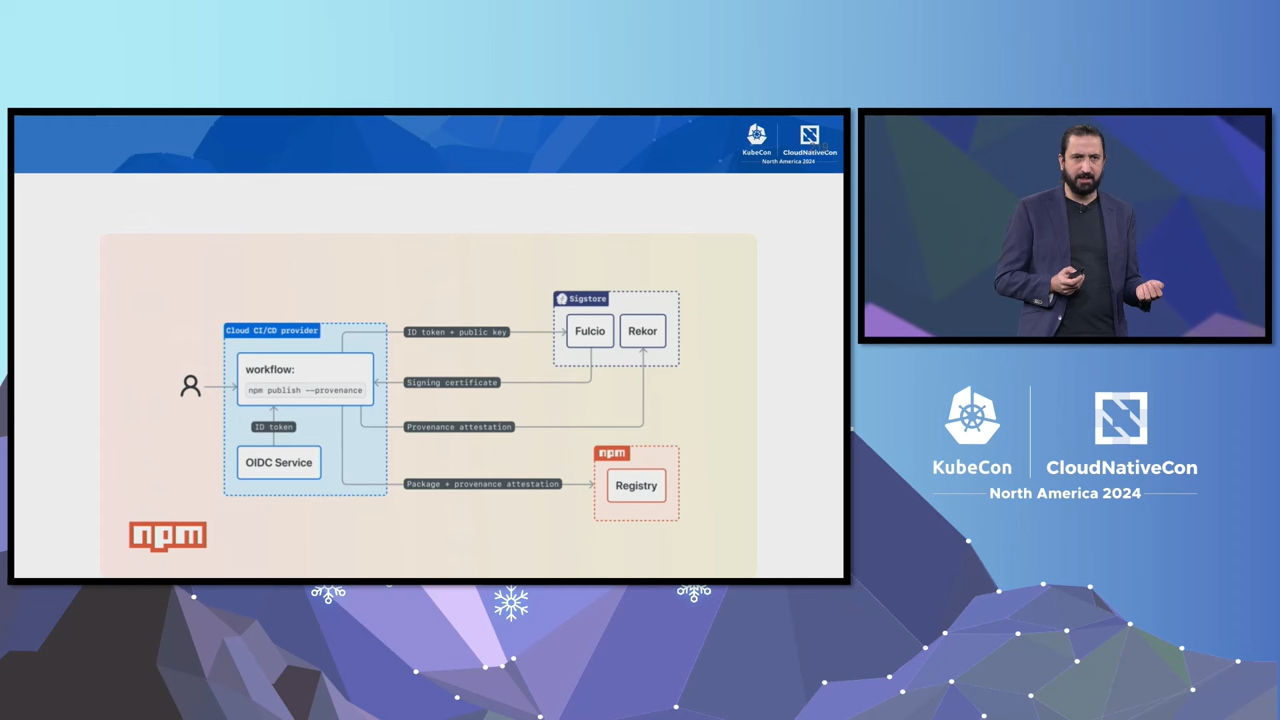 KubeCon
CloudNativeCon
North America 2024
Sigstore
Cloud CI/CD provider
ID token + public key
Fulcio
Rekor
workflow:
npm publish --provenance
Signing certificate
ID token
Provenance attestation
OIDC Service
npm
Package + provenance attestation
Registry
npm
KubeCon
CloudNativeCon
North America 2024